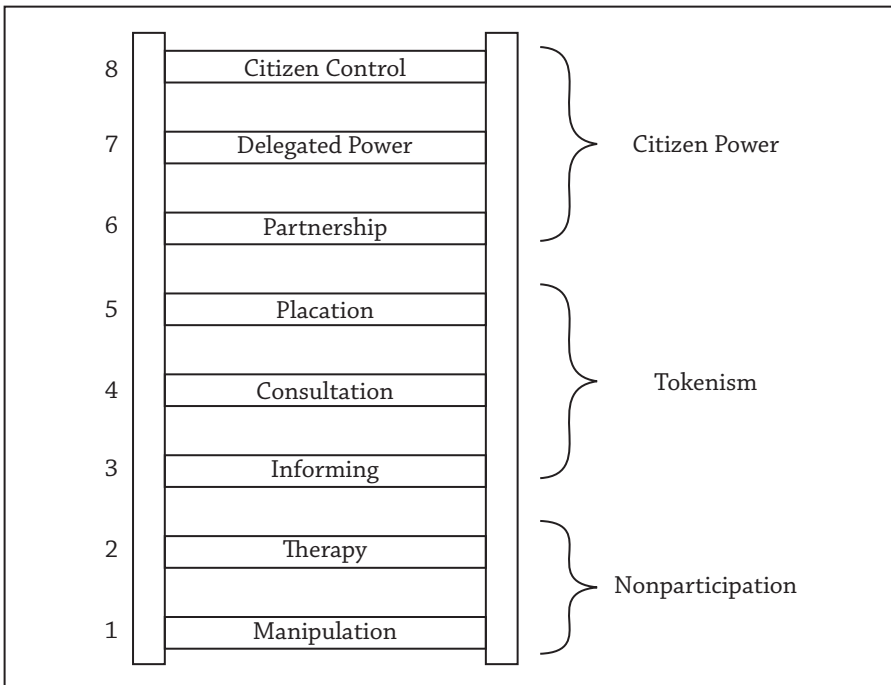 8 Citizen Control
7 Delegated Power
Citizen Power
6 Partnership
5 Placation
4 Consultation
Tokenism
3 Informing
2 Therapy
Nonparticipation
1 Manipulation